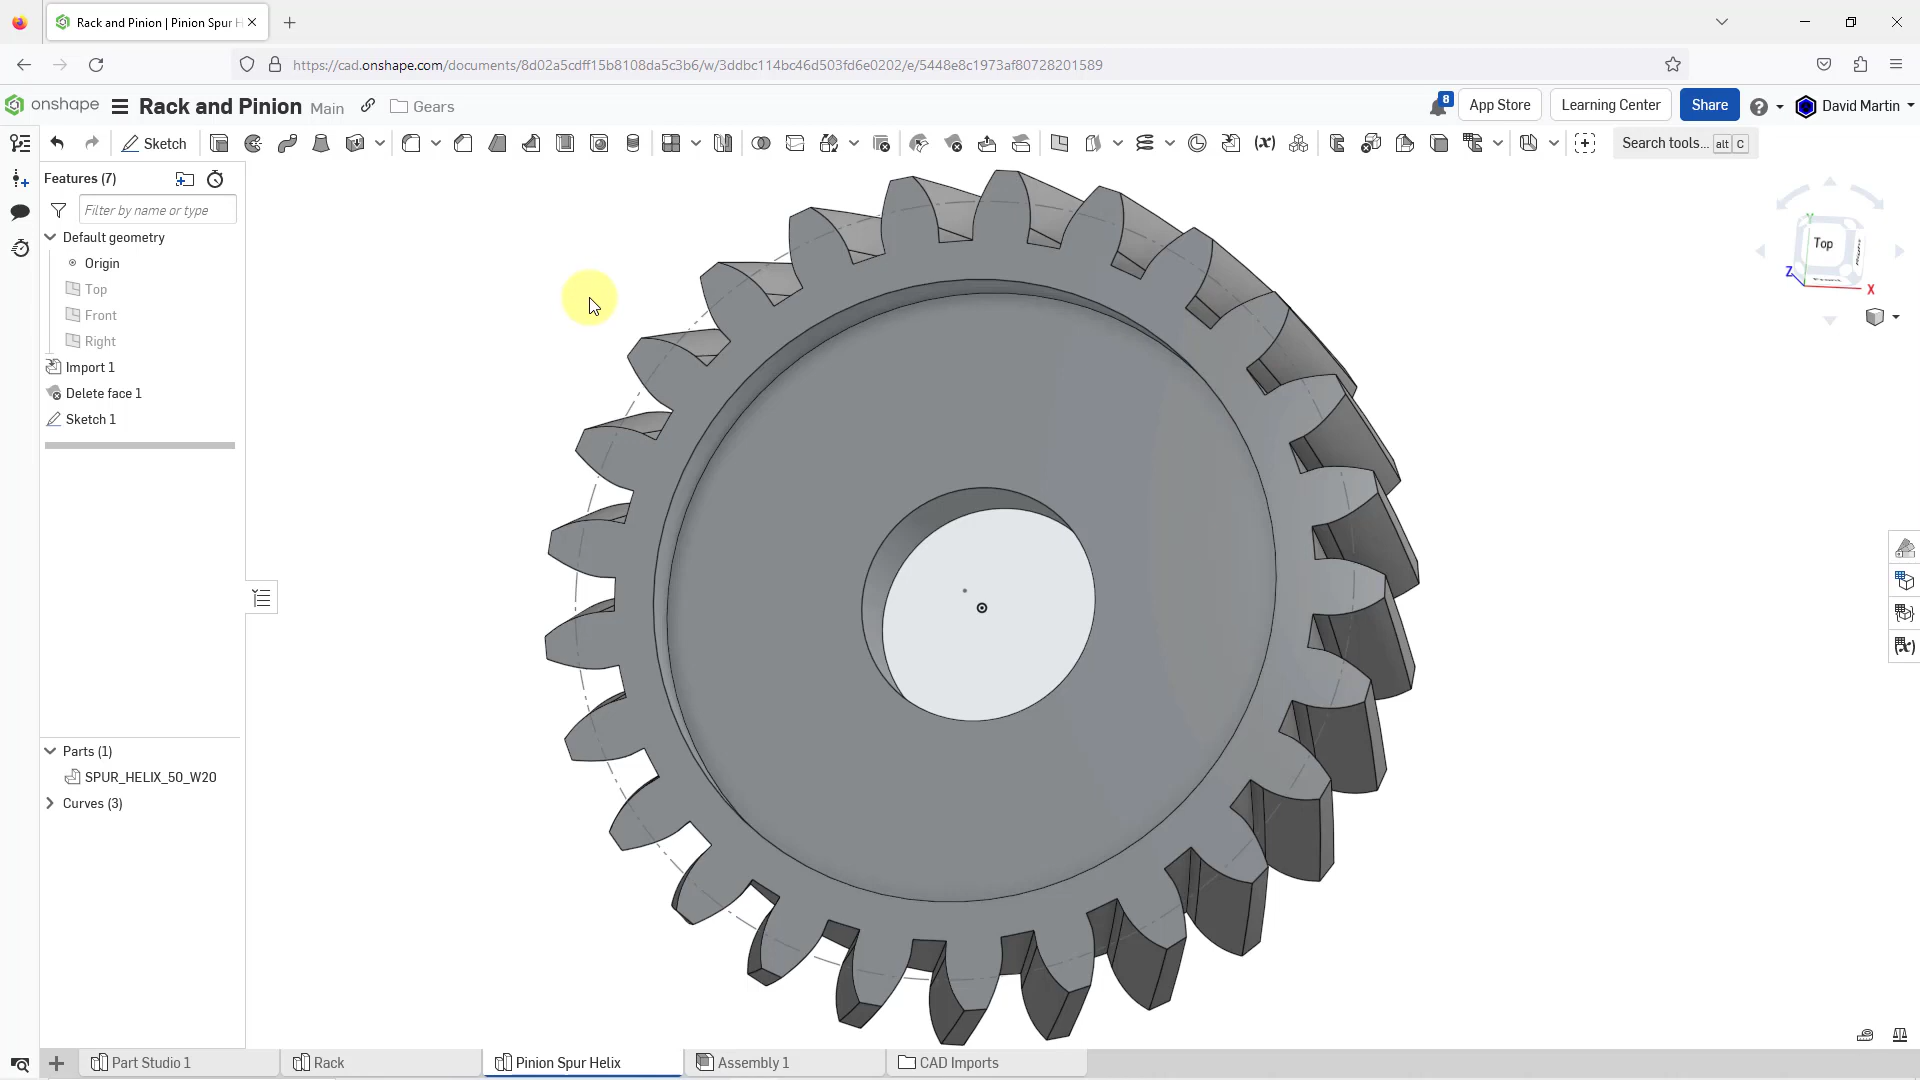 Rack and Pinion | Pinion Spur H
https://cad.onshape.com/documents/8d02a5cdff15b8108da5c3b6/w/3ddbc114bc46d503fd6e0202/e/5448e8c1973af80728201589
onshape
Rack and Pinion Main Gears
8
App Store
Learning Center
Share
David Martin
Sketch
(x)
Search tools... alt C
Features (7)
Filter by name or type
Default geometry
Origin
Top
Front
Right
Import 1
Delete face 1
Sketch 1
Parts (1)
SPUR_HELIX_50_W20
Curves (3)
Y
Top
Right
Front
Z
X
(x)
Part Studio 1
Rack
Pinion Spur Helix
Assembly 1
CAD Imports